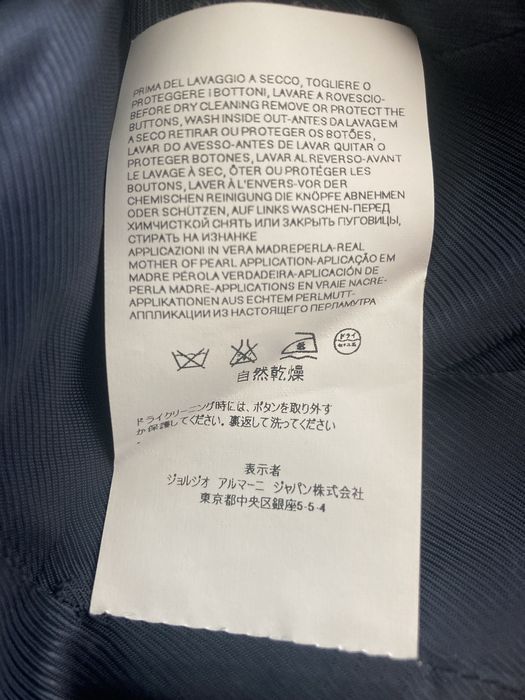 PRIMA DEL LAVAGGIO A SECCO, TOGLIERE O
PROTEGGERE I BOTTONI, LAVARE A ROVESCIO-
BEFORE DRY CLEANING REMOVE OR PROTECT THE
BUTTONS, WASH INSIDE OUT-ANTES DA LAVAGEM
A SECO RETIRAR OU PROTEGER OS BOTÕES,
LAVAR DO AVESSO-ANTES DE LAVAR QUITAR O
PROTEGER BOTONES, LAVAR AL REVERSO-AVANT
LE LAVAGE À SEC, ÔTER OU PROTÉGER LES
BOUTONS, LAVER À L'ENVERS-VOR DER
CHEMISCHEN REINIGUNG DIE KNÖPFE ABNEHMEN
ODER SCHÜTZEN, AUF LINKS WASCHEN-ПЕРЕД
ХИМЧИСТКОЙ СНЯТЬ ИЛИ ЗАКРЫТЬ ПУГОВИЦЫ,
СТИРАТЬ НА ИЗНАНКЕ
APPLICAZIONI IN VERA MADREPERLA-REAL
MOTHER OF PEARL APPLICATION-APLICAÇÃO EM
MADRE PÉROLA VERDADEIRA-APLICACIÓN DE
PERLA MADRE-APPLICATIONS EN VRAIE NACRE-
APPLIKATIONEN AUS ECHTEM PERLMUTT-
АППЛИКАЦИИ ИЗ НАСТОЯЩЕГО ПЕРЛАМУТРА
ドライ
自然乾燥
ドライクリーニング時には、ボタンを取り外す
か保護してください。裏返して洗ってください
-
表示者
ジョルジオ アルマーニ ジャパン株式会社
東京都中央区銀座5-5-4